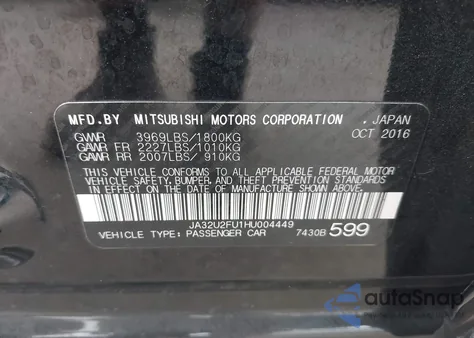 MFD.BY MITSUBISHI MOTORS CORPORATION . JAPAN
GVWR 3969LBS/1800KG OCT 2016
GAWR FR 2227LBS/1010KG
GAWR RR 2007LBS/ 910KG
THIS VEHICLE CONFORMS TO ALL APPLICABLE
FEDERAL MOTOR VEHICLE SAFETY, BUMPER, AND
THEFT PREVENTION STANDARDS IN EFFECT ON
THE DATE OF MANUFACTURE SHOWN ABOVE.
JA32U2FU1HU004449
VEHICLE TYPE: PASSENGER CAR 7430B 599
autoSnap